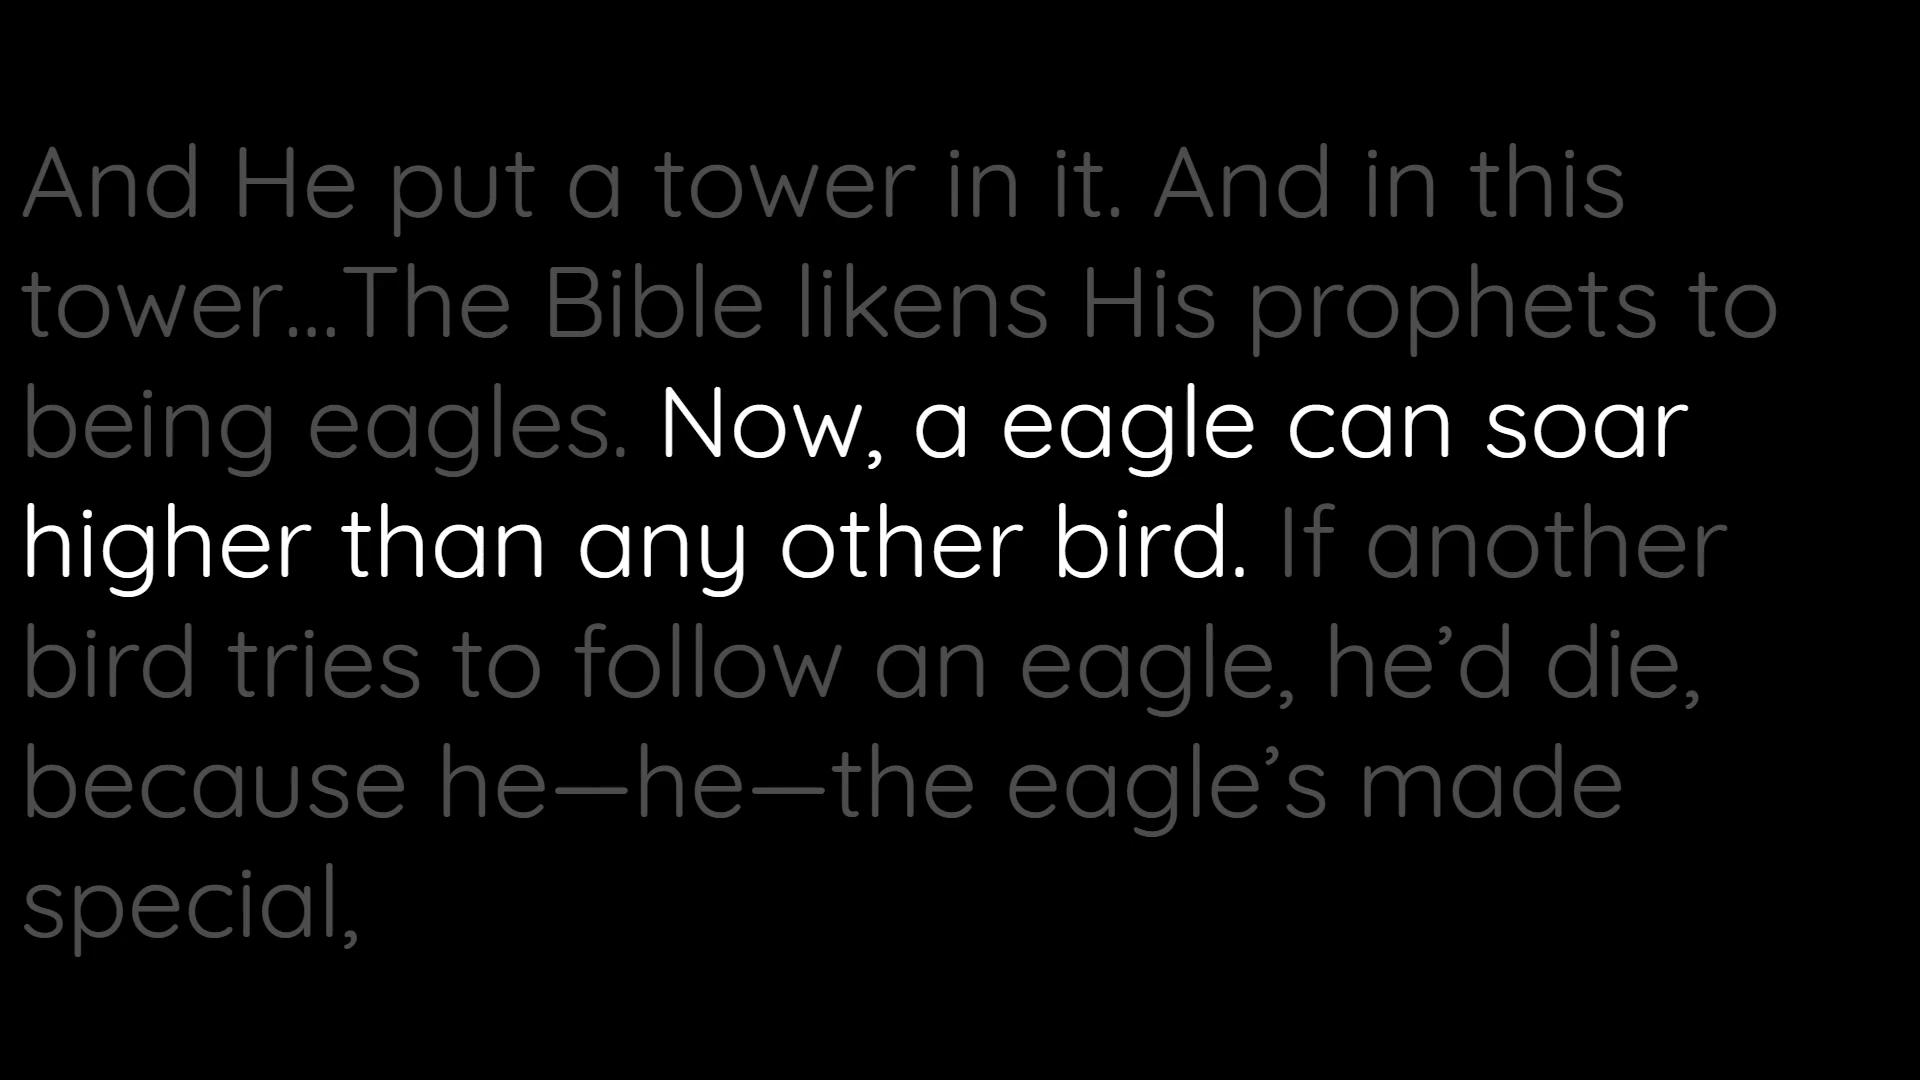 And He put a tower in it. And in this
tower...The Bible likens His prophets to
being eagles. Now, a eagle can soar
higher than any other bird. If another
bird tries to follow an eagle, he’d die,
because he—he—the eagle’s made
special,